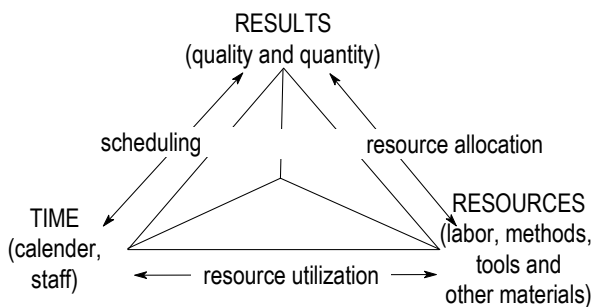 RESULTS
(quality and quantity)
scheduling
resource allocation
TIME
(calender,
staff)
RESOURCES
(labor, methods,
tools and
other materials)
resource utilization